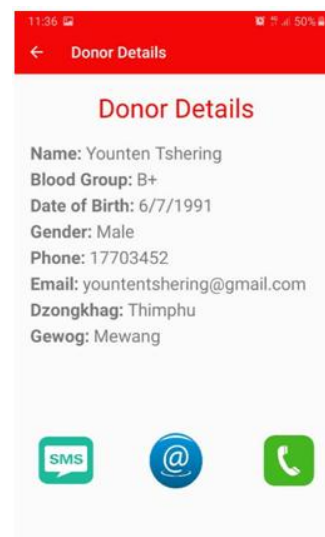 11:36 50%
Donor Details
Donor Details
Name: Younten Tshering
Blood Group: B+
Date of Birth: 6/7/1991
Gender: Male
Phone: 17703452
Email: yountentshering@gmail.com
Dzongkhag: Thimphu
Gewog: Mewang
SMS @